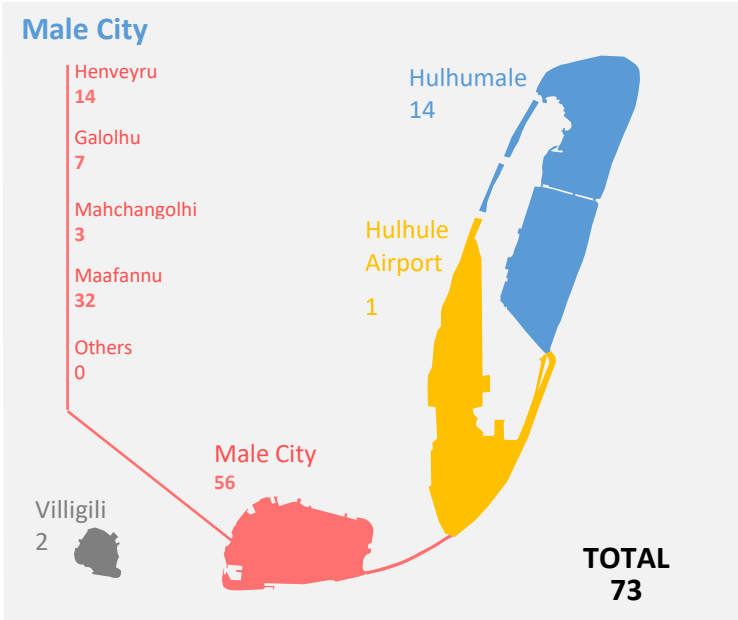 Male City
Henveyru
14
Galolhu
7
Mahchangolhi
3
Maafannu
32
Others
0
Hulhumale
14
Hulhule
Airport
1
Male City
56
Villigili
2
TOTAL
73